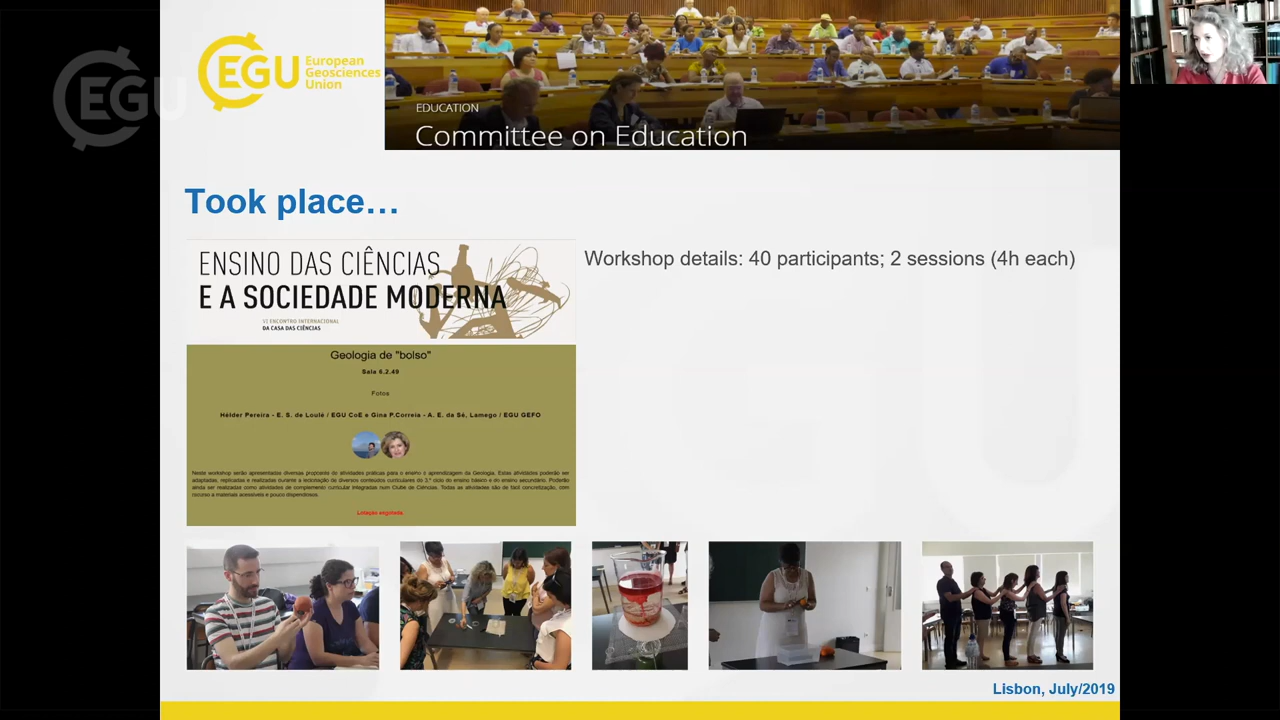 EGU
EGU
European
Geosciences
Union
EDUCATION
Committee on Education
Took place…
ENSINO DAS CIÊNCIAS
E A SOCIEDADE MODERNA
VI ENCONTRO INTERNACIONAL
DA CASA DAS CIÊNCIAS
Workshop details: 40 participants; 2 sessions (4h each)
Geologia de "bolso"
Sala 6.2.49
Fotos
Hélder Pereira - E. S. de Loulé / EGU CoE e Gina P.Correia - A. E. da Sé, Lamego / EGU GEFO
Neste workshop serão apresentadas diversas propostas de atividades práticas para o ensino e aprendizagem da Geologia. Estas atividades poderão ser
adaptadas, replicadas e realizadas durante a lecionação de diversos conteúdos curriculares do 3.º ciclo do ensino básico e do ensino secundário. Poderão
ainda ser realizadas como atividades de complemento curricular integradas num Clube de Ciências. Todas as atividades são de fácil concretização, com
recurso a materiais acessíveis e pouco dispendiosos.
Lotação esgotada
Lisbon, July/2019